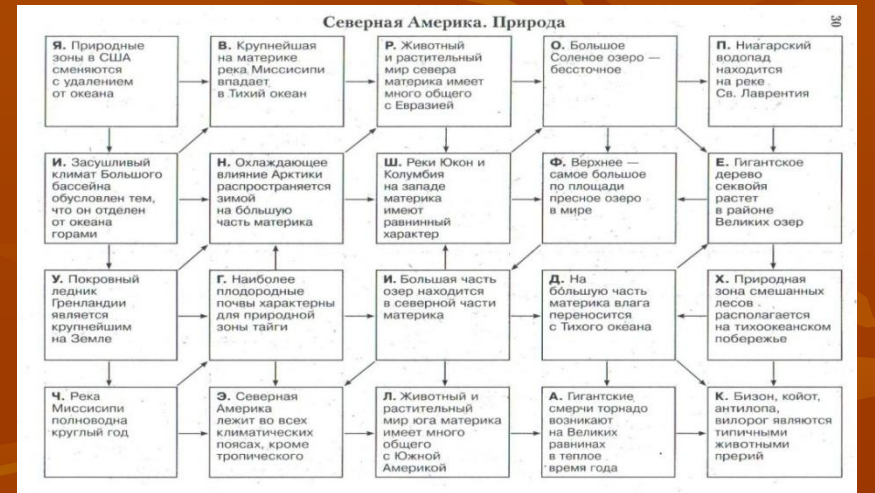 Северная Америка. Природа
30
Я. Природные
зоны в США
сменяются
с удалением
от океана
В. Крупнейшая
на материке
река Миссисипи
впадает
в Тихий океан
Р. Животный
и растительный
мир севера
материка имеет
много общего
с Евразией
О. Большое
Соленое озеро —
бессточное
П. Ниагарский
водопад
находится
на реке
Св. Лаврентия
И. Засушливый
климат Большого
бассейна
обусловлен тем,
что он отделен
от океана
горами
Н. Охлаждающее
влияние Арктики
распространяется
зимой
на бо́льшую
часть материка
Ш. Реки Юкон и
Колумбия
на западе
материка
имеют
равнинный
характер
Ф. Верхнее —
самое большое
по площади
пресное озеро
в мире
Е. Гигантское
дерево
секвойя
растет
в районе
Великих озер
У. Покровный
ледник
Гренландии
является
крупнейшим
на Земле
Г. Наиболее
плодородные
почвы характерны
для природной
зоны тайги
И. Большая часть
озер находится
в северной части
материка
Д. На
бо́льшую часть
материка влага
переносится
с Тихого океана
Х. Природная
зона смешанных
лесов
располагается
на тихоокеанском
побережье
Ч. Река
Миссисипи
полноводна
круглый год
Э. Северная
Америка
лежит во всех
климатических
поясах, кроме
тропического
Л. Животный и
растительный
мир юга материка
имеет много
общего
с Южной
Америкой
А. Гигантские
смерчи торнадо
возникают
на Великих
равнинах
в теплое
время года
К. Бизон, койот,
антилопа,
вилорог являются
типичными
животными
прерий